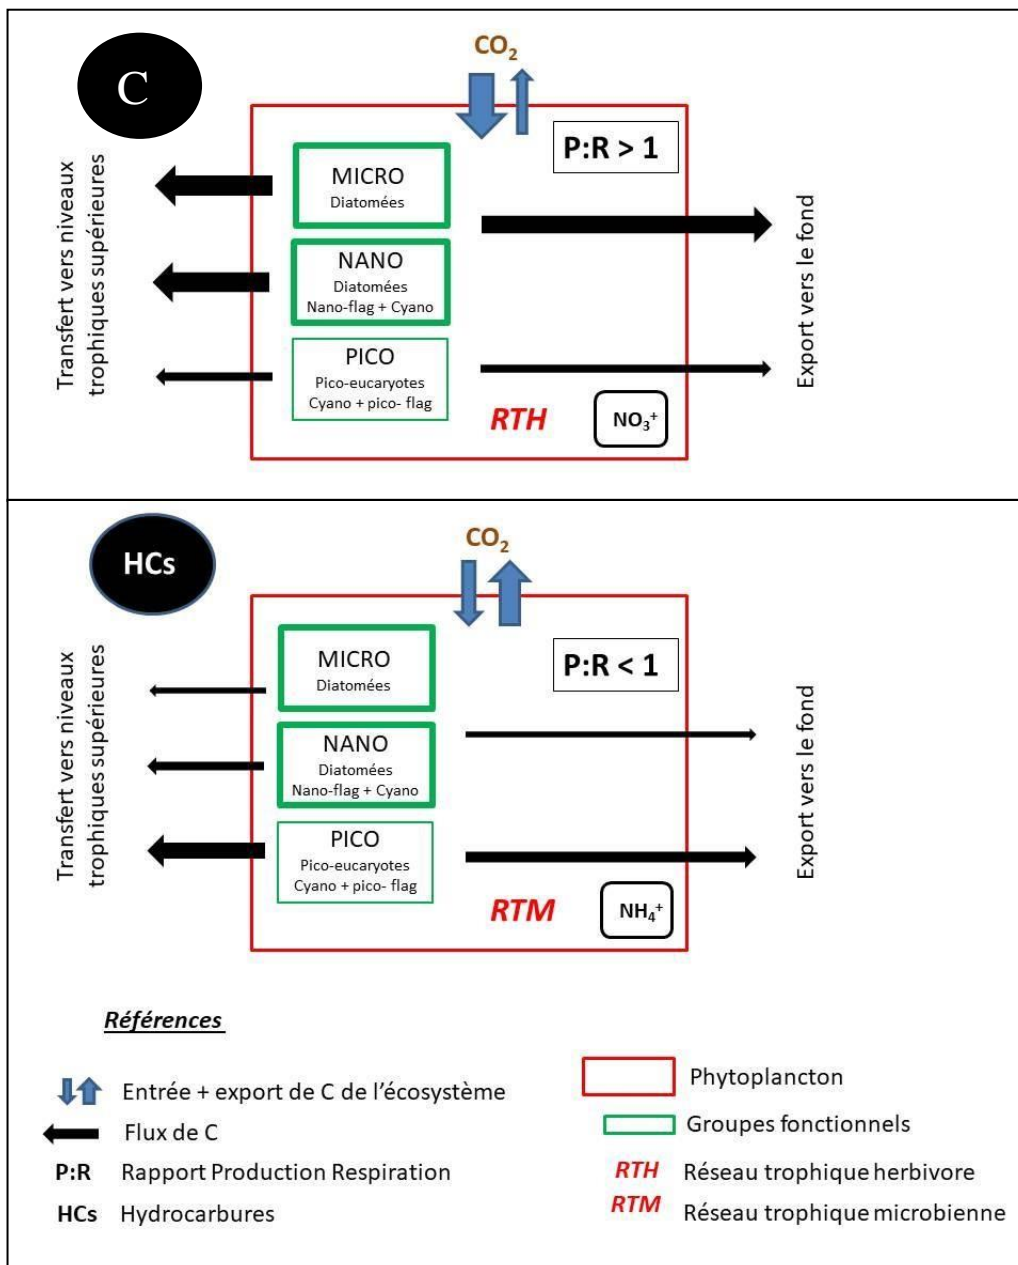 C
CO2
P:R > 1
Transfert vers niveaux
trophiques supérieures
MICRO
Diatomées
NANO
Diatomées
Nano-flag + Cyano
PICO
Pico-eucaryotes
Cyano + pico- flag
RTH
NO3+
Export vers le fond
HCs
CO2
P:R < 1
Transfert vers niveaux
trophiques supérieures
MICRO
Diatomées
NANO
Diatomées
Nano-flag + Cyano
PICO
Pico-eucaryotes
Cyano + pico- flag
RTM
NH4+
Export vers le fond
Références
Entrée + export de C de l’écosystème
Flux de C
P:R Rapport Production Respiration
HCs Hydrocarbures
Phytoplancton
Groupes fonctionnels
RTH Réseau trophique herbivore
RTM Réseau trophique microbienne